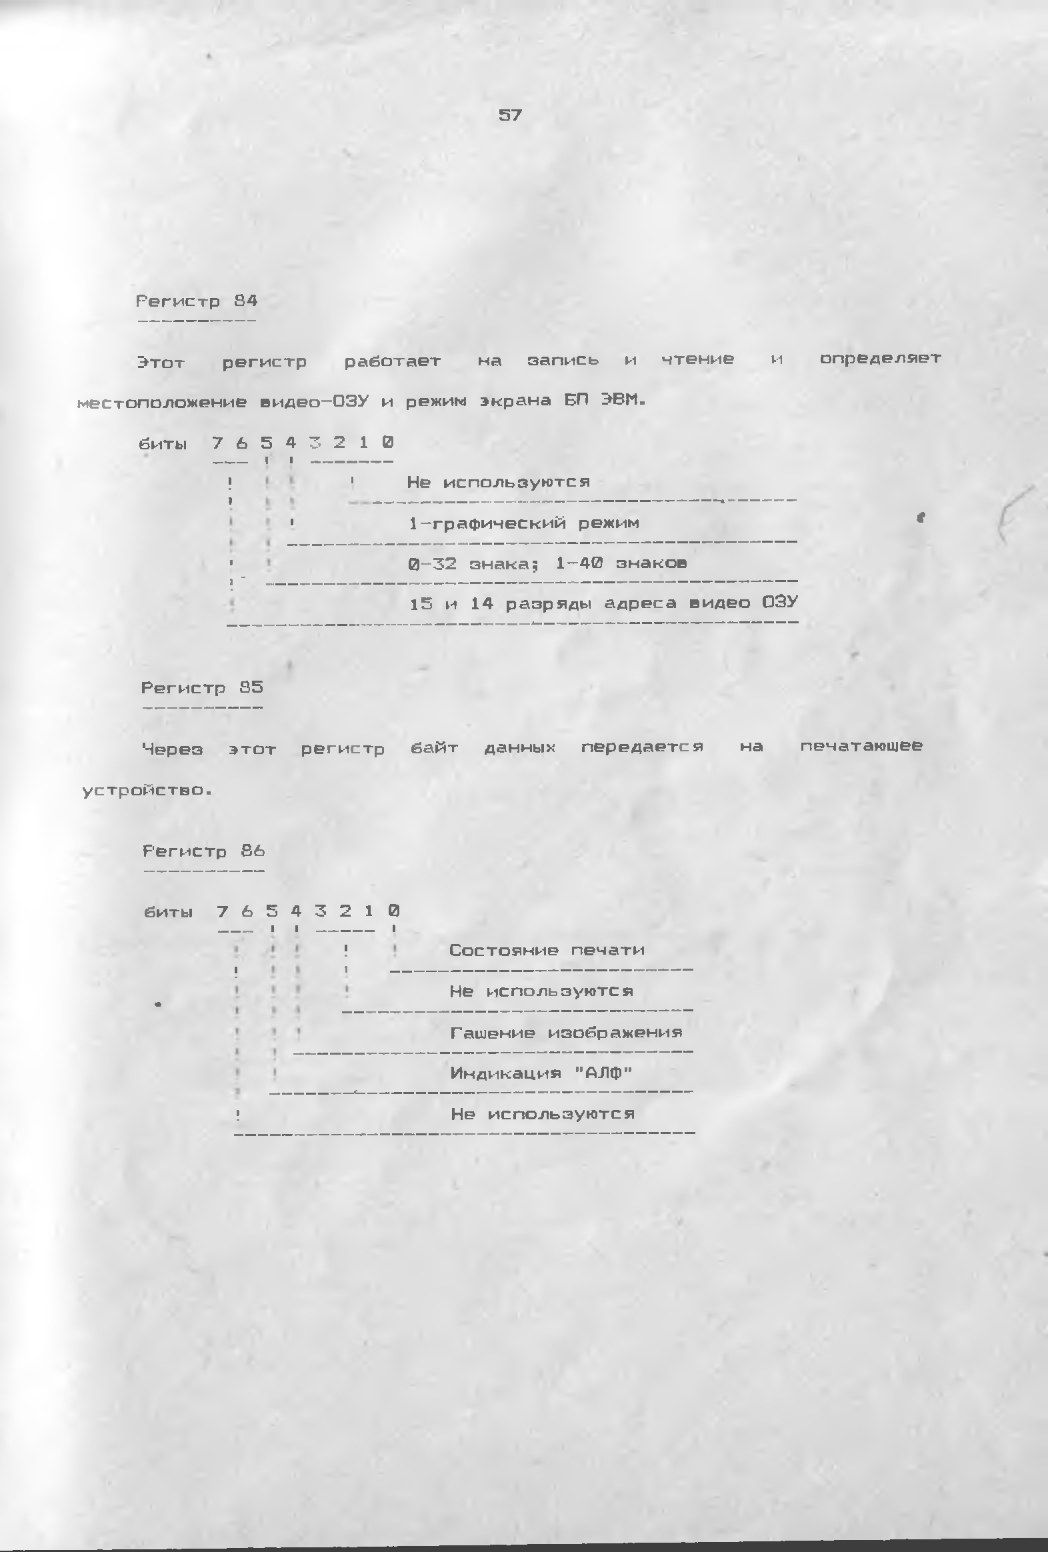 57
Регистр 84
Этот регистр работает на запись и чтение и определяет
местоположение видео-ОЗУ и режим экрана БП ЭВМ.
биты 7 6 5 4 3 2 1 0
Не используются
1-графический режим
0-32 знака; 1-40 знаков
15 и 14 разряды адреса видео ОЗУ
Регистр 85
Через этот регистр байт данных передается на печатающее
устройство.
Регистр 86
биты 7 6 5 4 3 2 1 0
Состояние печати
Не используются
Гашение изображения
Индикация "АЛФ"
Не используются